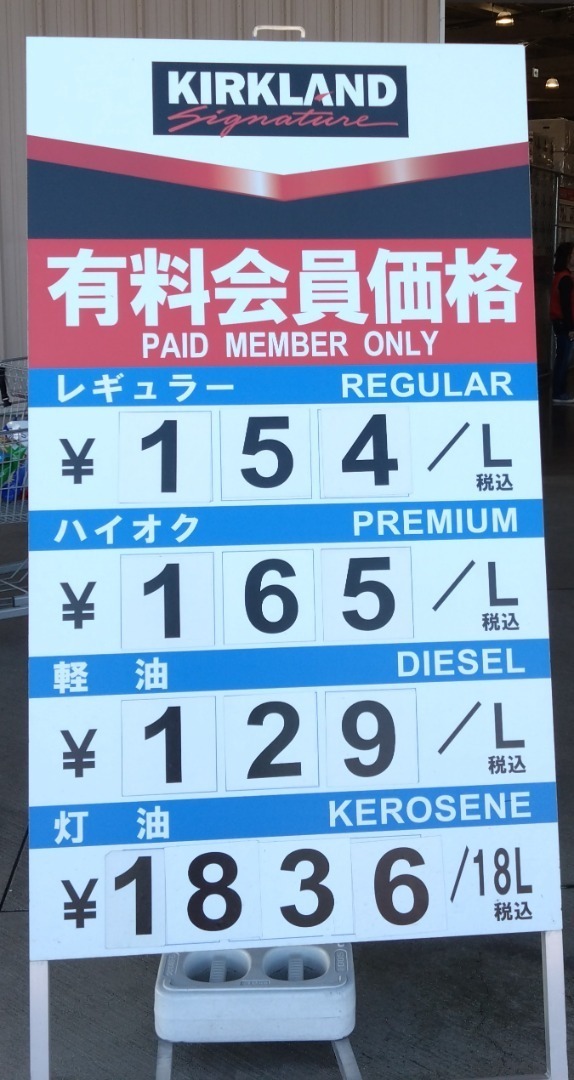 KIRKLAND
Signature
有料会員価格
PAID MEMBER ONLY
レギュラー REGULAR
¥ 154 /L
税込
ハイオク PREMIUM
¥ 165 /L
税込
軽 油 DIESEL
¥ 129 /L
税込
灯 油 KEROSENE
¥ 1836 /18L
税込